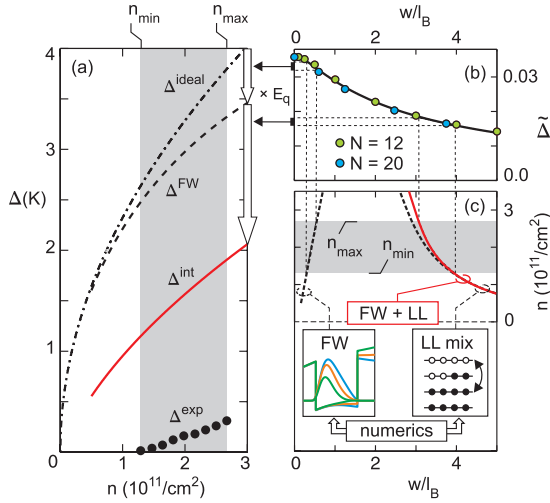 n_min n_max
w/l_B
0 2 4
(a)
4
3
2
1
0
Δ(K)
Δ^ideal
Δ^FW
Δ^int
Δ^exp
× E_q
1 2 3
n (10^11/cm^2)
(b)
0.03
0.0
Δ̃
N = 12
N = 20
(c)
3
0
n (10^11/cm^2)
n_max
n_min
FW + LL
FW
LL mix
numerics
0 2 4
w/l_B